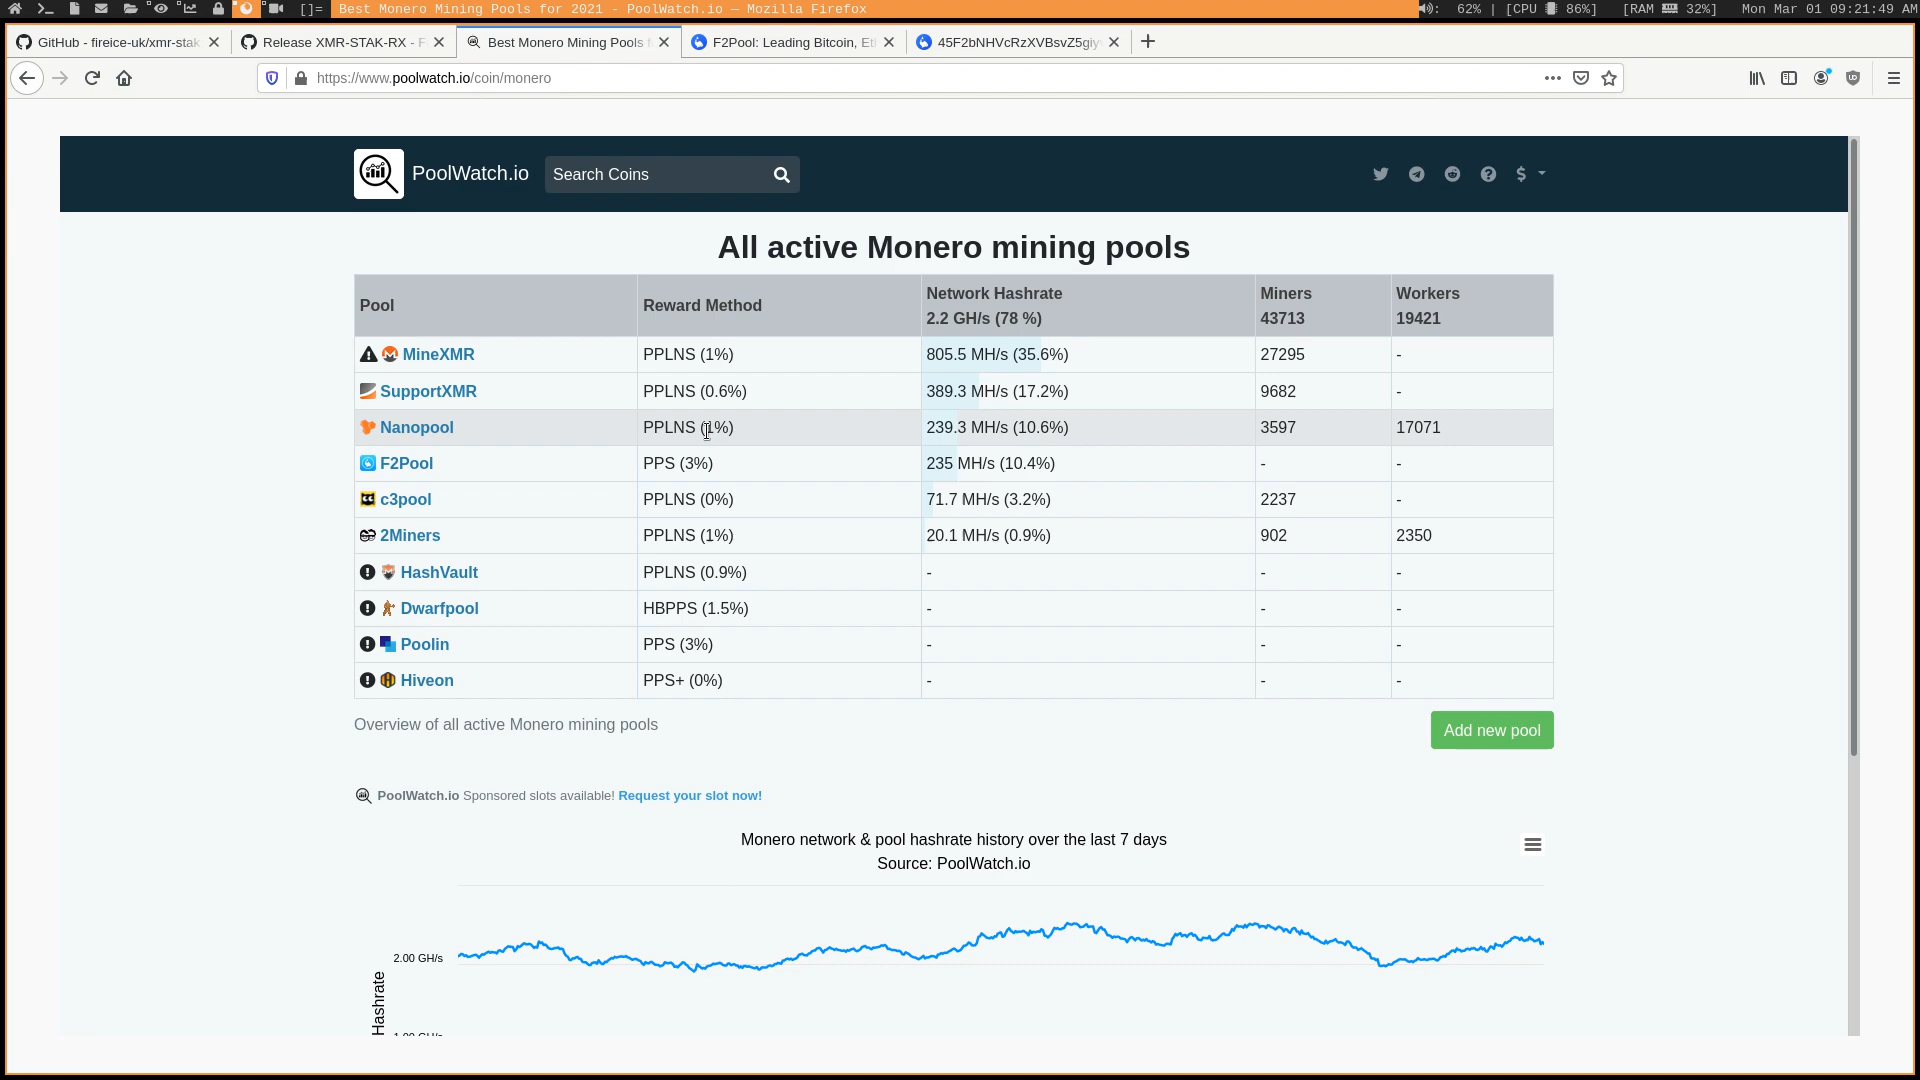 []= Best Monero Mining Pools for 2021 - PoolWatch.io — Mozilla Firefox : 62% | [CPU 86%] [RAM 32%] Mon Mar 01 09:21:49 AM
GitHub - fireice-uk/xmr-stak Release XMR-STAK-RX - F Best Monero Mining Pools f F2Pool: Leading Bitcoin, Et 45F2bNHVcRzXVBsvZ5giy
https://www.poolwatch.io/coin/monero
PoolWatch.io Search Coins $
All active Monero mining pools
Pool Reward Method Network Hashrate Miners Workers
2.2 GH/s (78 %) 43713 19421
MineXMR PPLNS (1%) 805.5 MH/s (35.6%) 27295 -
SupportXMR PPLNS (0.6%) 389.3 MH/s (17.2%) 9682 -
Nanopool PPLNS (1%) 239.3 MH/s (10.6%) 3597 17071
F2Pool PPS (3%) 235 MH/s (10.4%) - -
c3pool PPLNS (0%) 71.7 MH/s (3.2%) 2237 -
2Miners PPLNS (1%) 20.1 MH/s (0.9%) 902 2350
HashVault PPLNS (0.9%) - - -
Dwarfpool HBPPS (1.5%) - - -
Poolin PPS (3%) - - -
Hiveon PPS+ (0%) - - -
Overview of all active Monero mining pools Add new pool
PoolWatch.io Sponsored slots available! Request your slot now!
Monero network & pool hashrate history over the last 7 days
Source: PoolWatch.io
2.00 GH/s
Hashrate